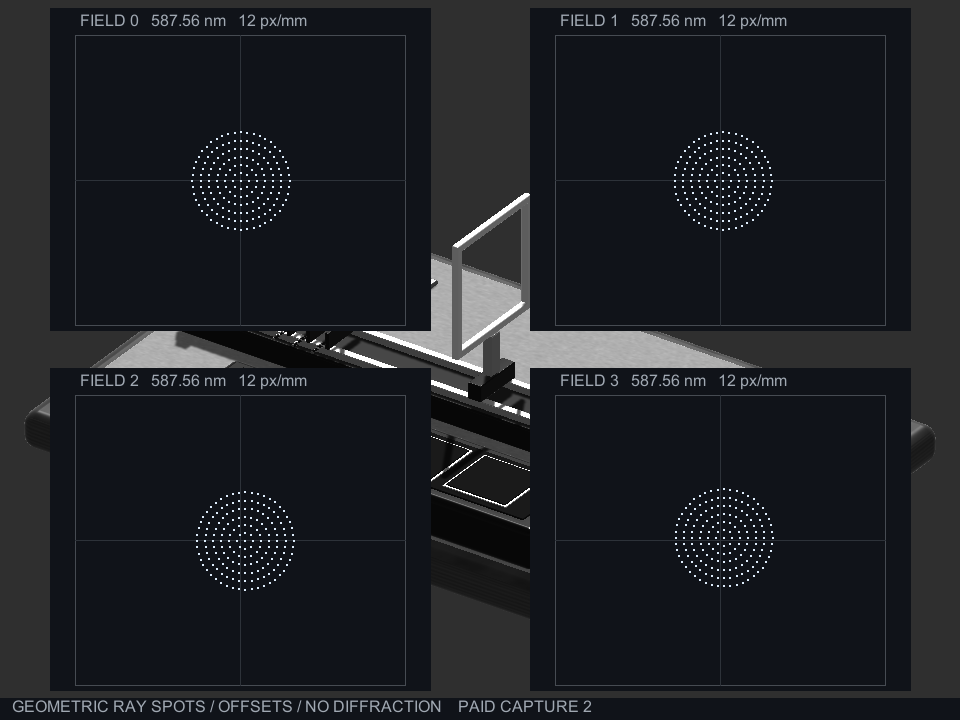 FIELD 0 587.56 nm 12 px/mm
FIELD 1 587.56 nm 12 px/mm
FIELD 2 587.56 nm 12 px/mm
FIELD 3 587.56 nm 12 px/mm
GEOMETRIC RAY SPOTS / OFFSETS / NO DIFFRACTION PAID CAPTURE 2